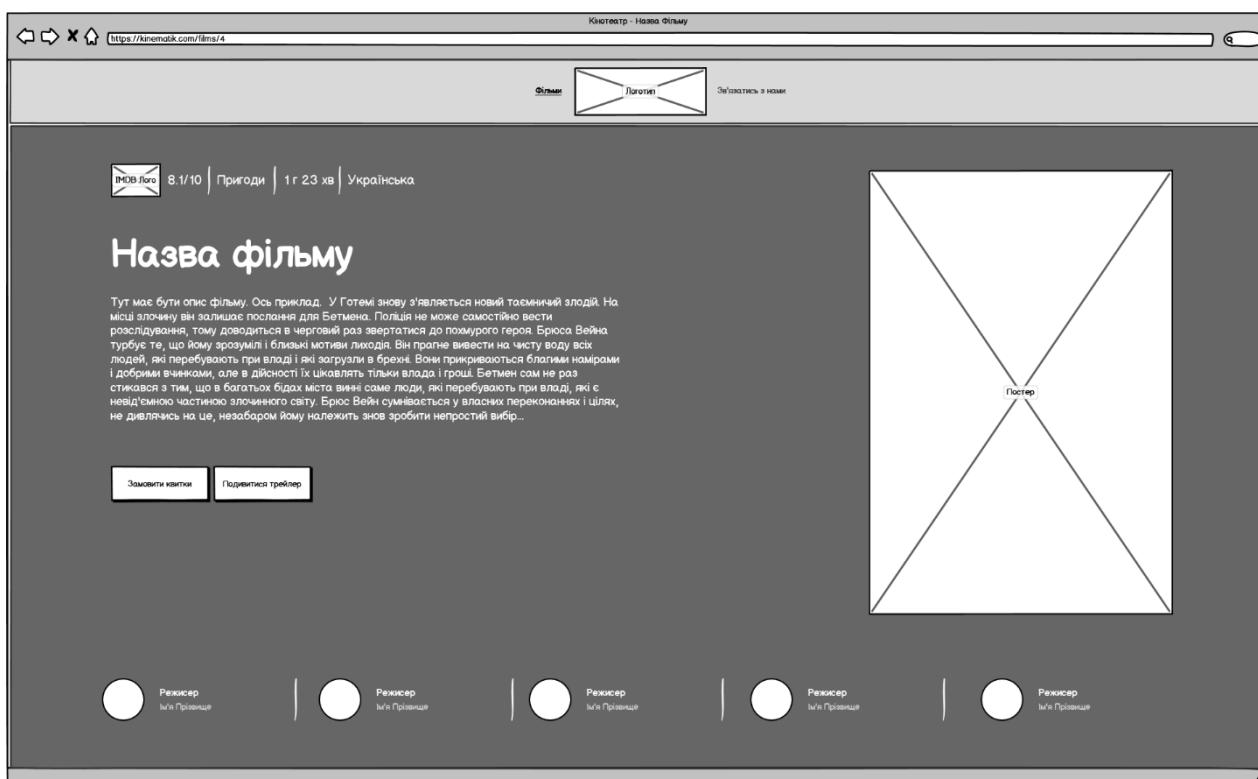 Кінотеатр - Назва Фільму
https://kinematik.com/films/4
Фільми
Логотип
Зв'язатись з нами
IMDB Лого 8.1/10 Пригоди 1 г 23 хв Українська
Назва фільму
Тут має бути опис фільму. Ось приклад. У Готемі знову з'являється новий таємничий злодій. На
місці злочину він залишає послання для Бетмена. Поліція не може самостійно вести
розслідування, тому доводиться в черговий раз звертатися до похмурого героя. Брюса Вейна
турбує те, що йому зрозумілі і близькі мотиви лиходія. Він прагне вивести на чисту воду всіх
людей, які перебувають при владі і які загрузли в брехні. Вони прикриваються благими намірами
і добрими вчинками, але в дійсності їх цікавлять тільки влада і гроші. Бетмен сам не раз
стикався з тим, що в багатьох бідах міста винні саме люди, які перебувають при владі, які є
невід'ємною частиною злочинного світу. Брюс Вейн сумнівається у власних переконаннях і цілях,
не дивлячись на це, незабаром йому належить знов зробити непростий вибір...
Замовити квитки
Подивитися трейлер
Постер
Режисер
Ім'я Прізвище
Режисер
Ім'я Прізвище
Режисер
Ім'я Прізвище
Режисер
Ім'я Прізвище
Режисер
Ім'я Прізвище